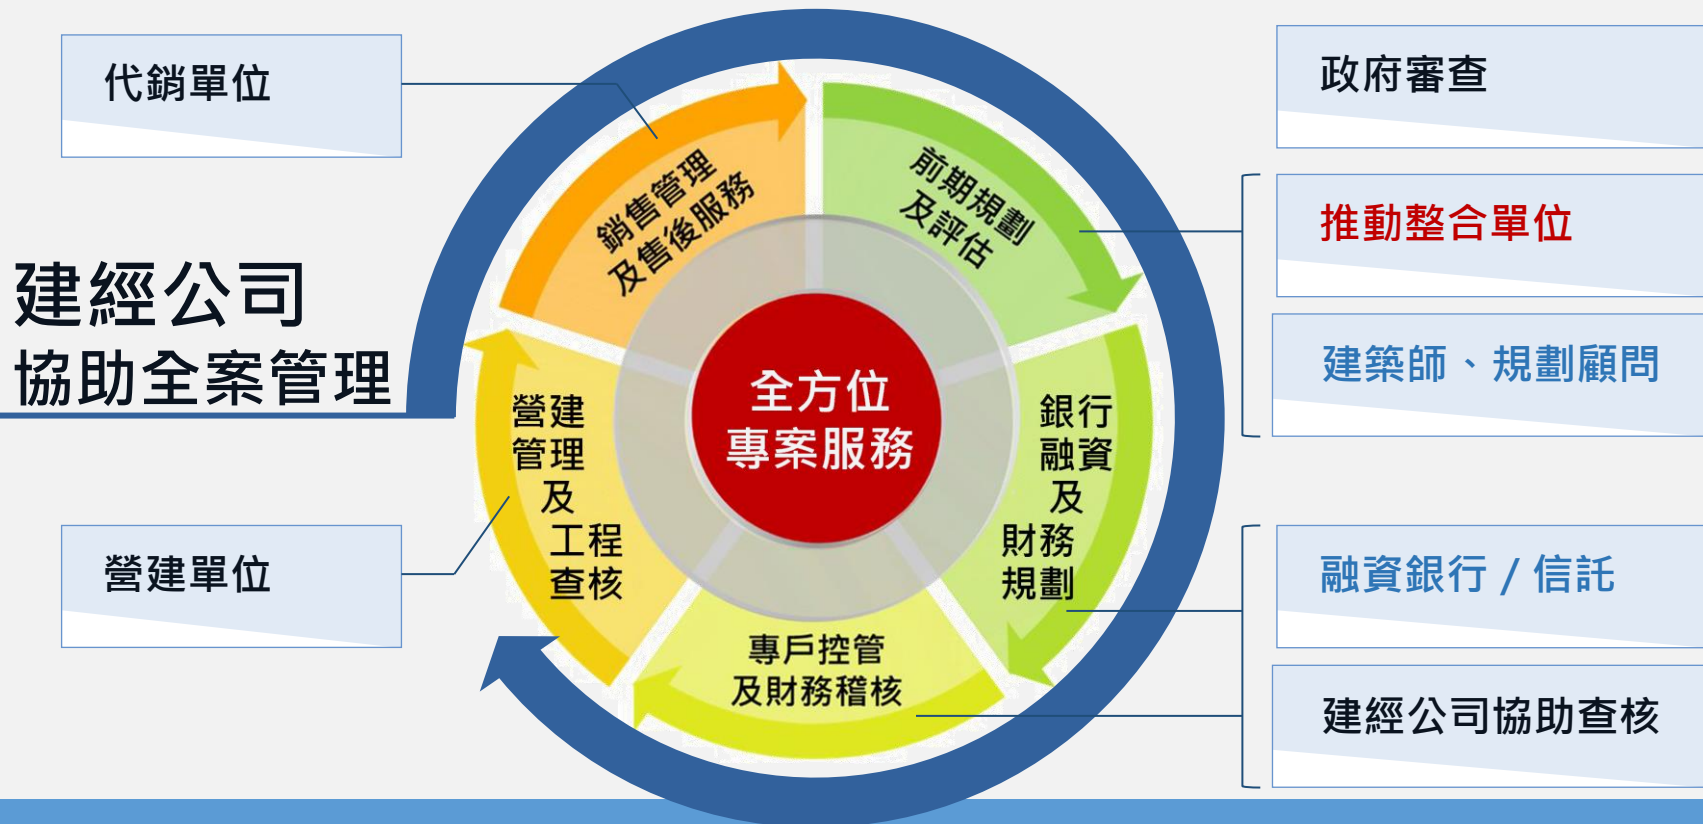 代銷單位
建經公司
協助全案管理
營建單位
銷售管理
及售後服務
前期規劃
及評估
銀行
融資
及
財務
規劃
專戶控管
及財務稽核
營建
管理
及
工程
查核
全方位
專案服務
政府審查
推動整合單位
建築師、規劃顧問
融資銀行 / 信託
建經公司協助查核